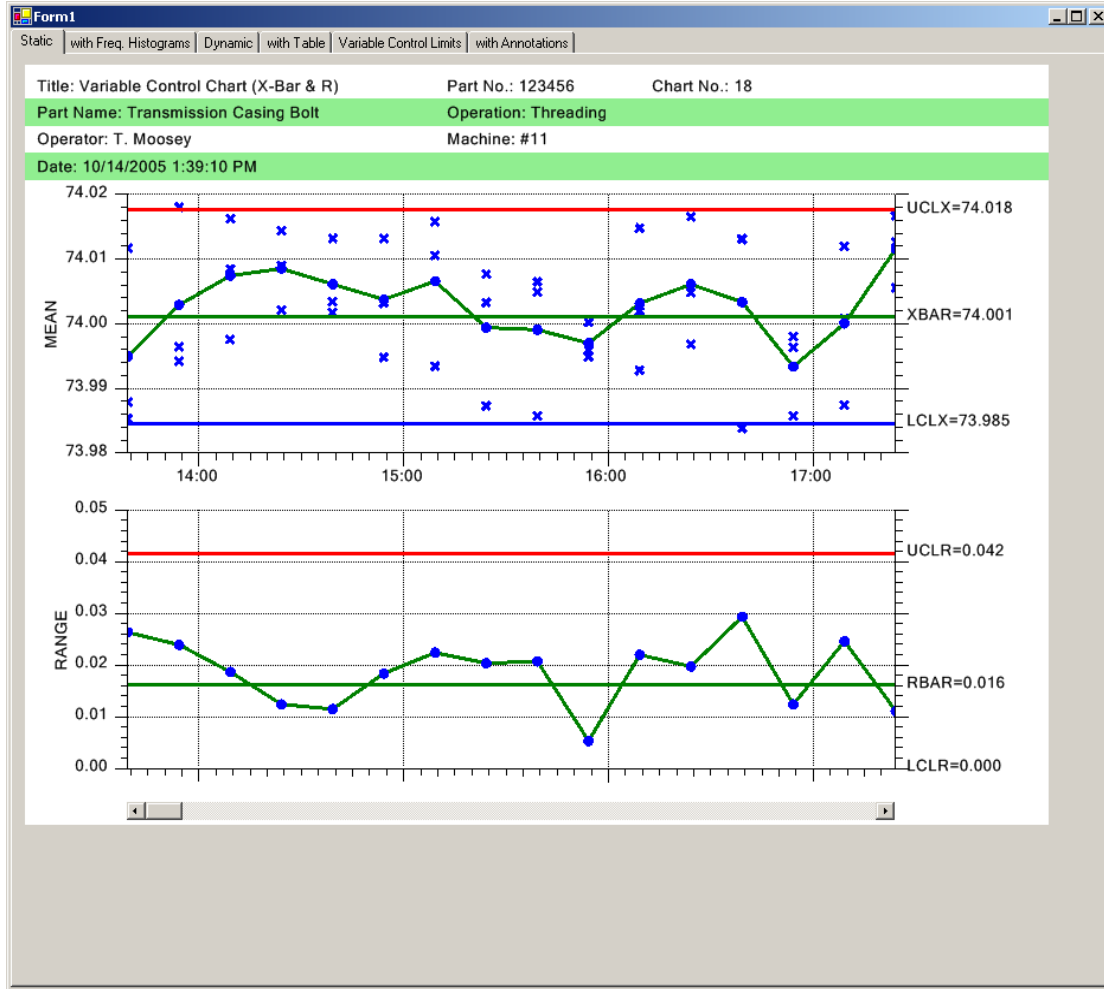 Form1
Static with Freq. Histograms Dynamic with Table Variable Control Limits with Annotations
Title: Variable Control Chart (X-Bar & R) Part No.: 123456 Chart No.: 18
Part Name: Transmission Casing Bolt Operation: Threading
Operator: T. Moosey Machine: #11
Date: 10/14/2005 1:39:10 PM
74.02
UCLX=74.018
74.01
MEAN
74.00
XBAR=74.001
73.99
LCLX=73.985
73.98
14:00 15:00 16:00 17:00
0.05
0.04
UCLR=0.042
0.03
RANGE
0.02
RBAR=0.016
0.01
0.00
LCLR=0.000